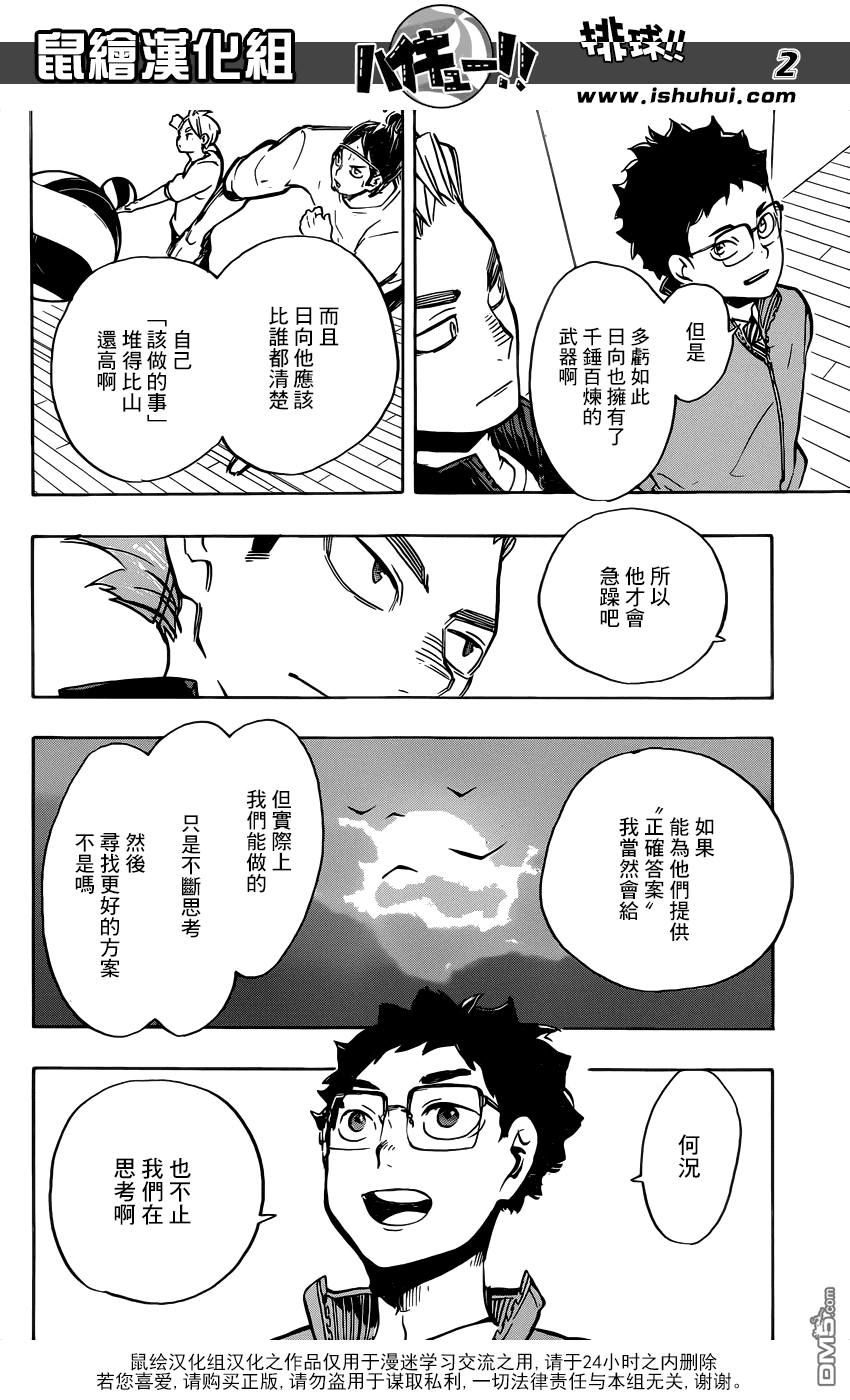 鼠繪漢化組
ハイキュー!!
排球!!
2
www.ishuhui.com
但是
多虧如此
日向也擁有了
千錘百煉的
武器啊
而且
日向他應該
比誰都清楚
自己
「該做的事」
堆得比山
還高啊
所以
他才會
急躁吧
如果
能為他們提供
〝正確答案〞
我當然會給
但實際上
我們能做的
只是不斷思考
然後
尋找更好的方案
不是嗎
何況
也不止
我們在
思考啊
DM5.com
鼠绘汉化组汉化之作品仅用于漫迷学习交流之用, 请于24小时之内删除
若您喜爱, 请购买正版, 请勿盗用于谋取私利, 一切法律责任与本组无关, 谢谢。